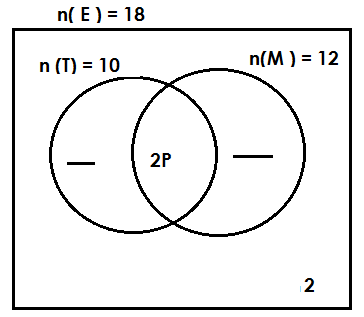 n( E ) = 18
n (T) = 10
n(M ) = 12
2P
2